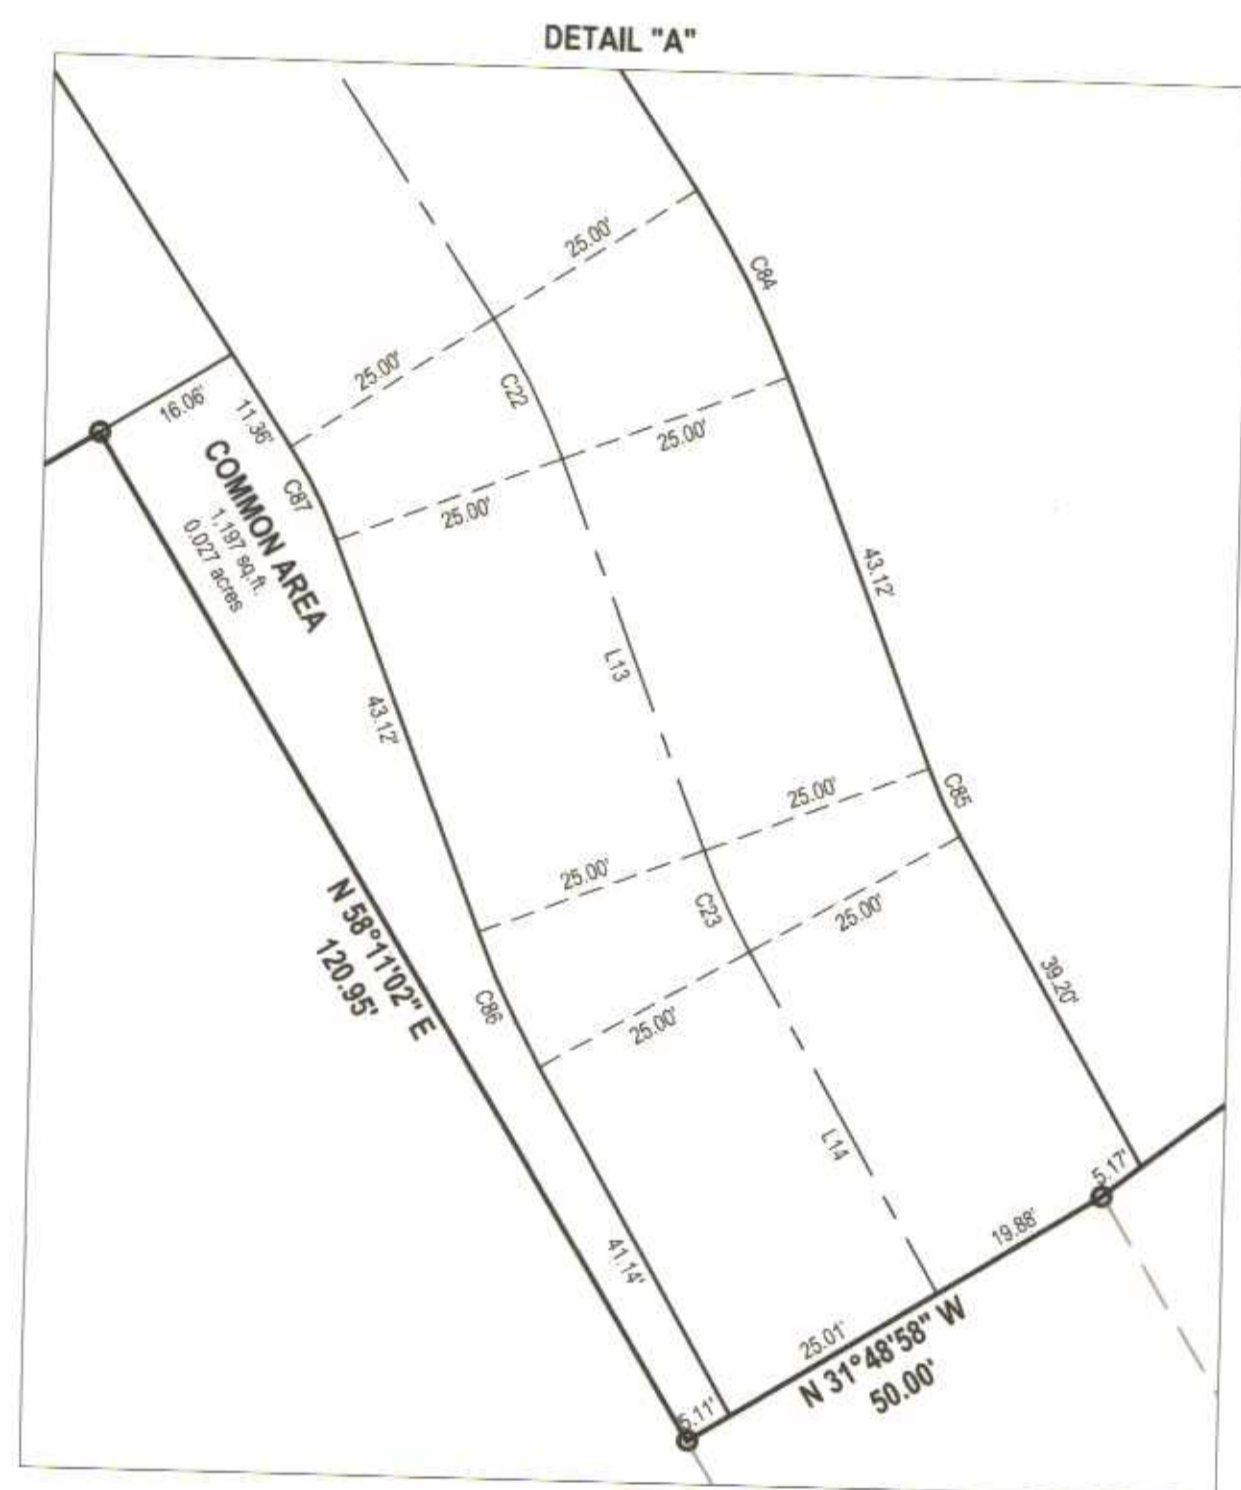 DETAIL "A"
25.00'
C84
25.00'
C22
16.06'
11.36'
25.00'
C87
25.00'
COMMON AREA
1,197 sq.ft.
0.027 acres
43.12'
L13
43.12'
25.00'
C85
25.00'
C23
25.00'
N 58°11'02" E
120.95'
C86
25.00'
39.20'
L14
5.17'
19.88'
41.14'
25.01'
N 31°48'58" W
50.00'
5.11'